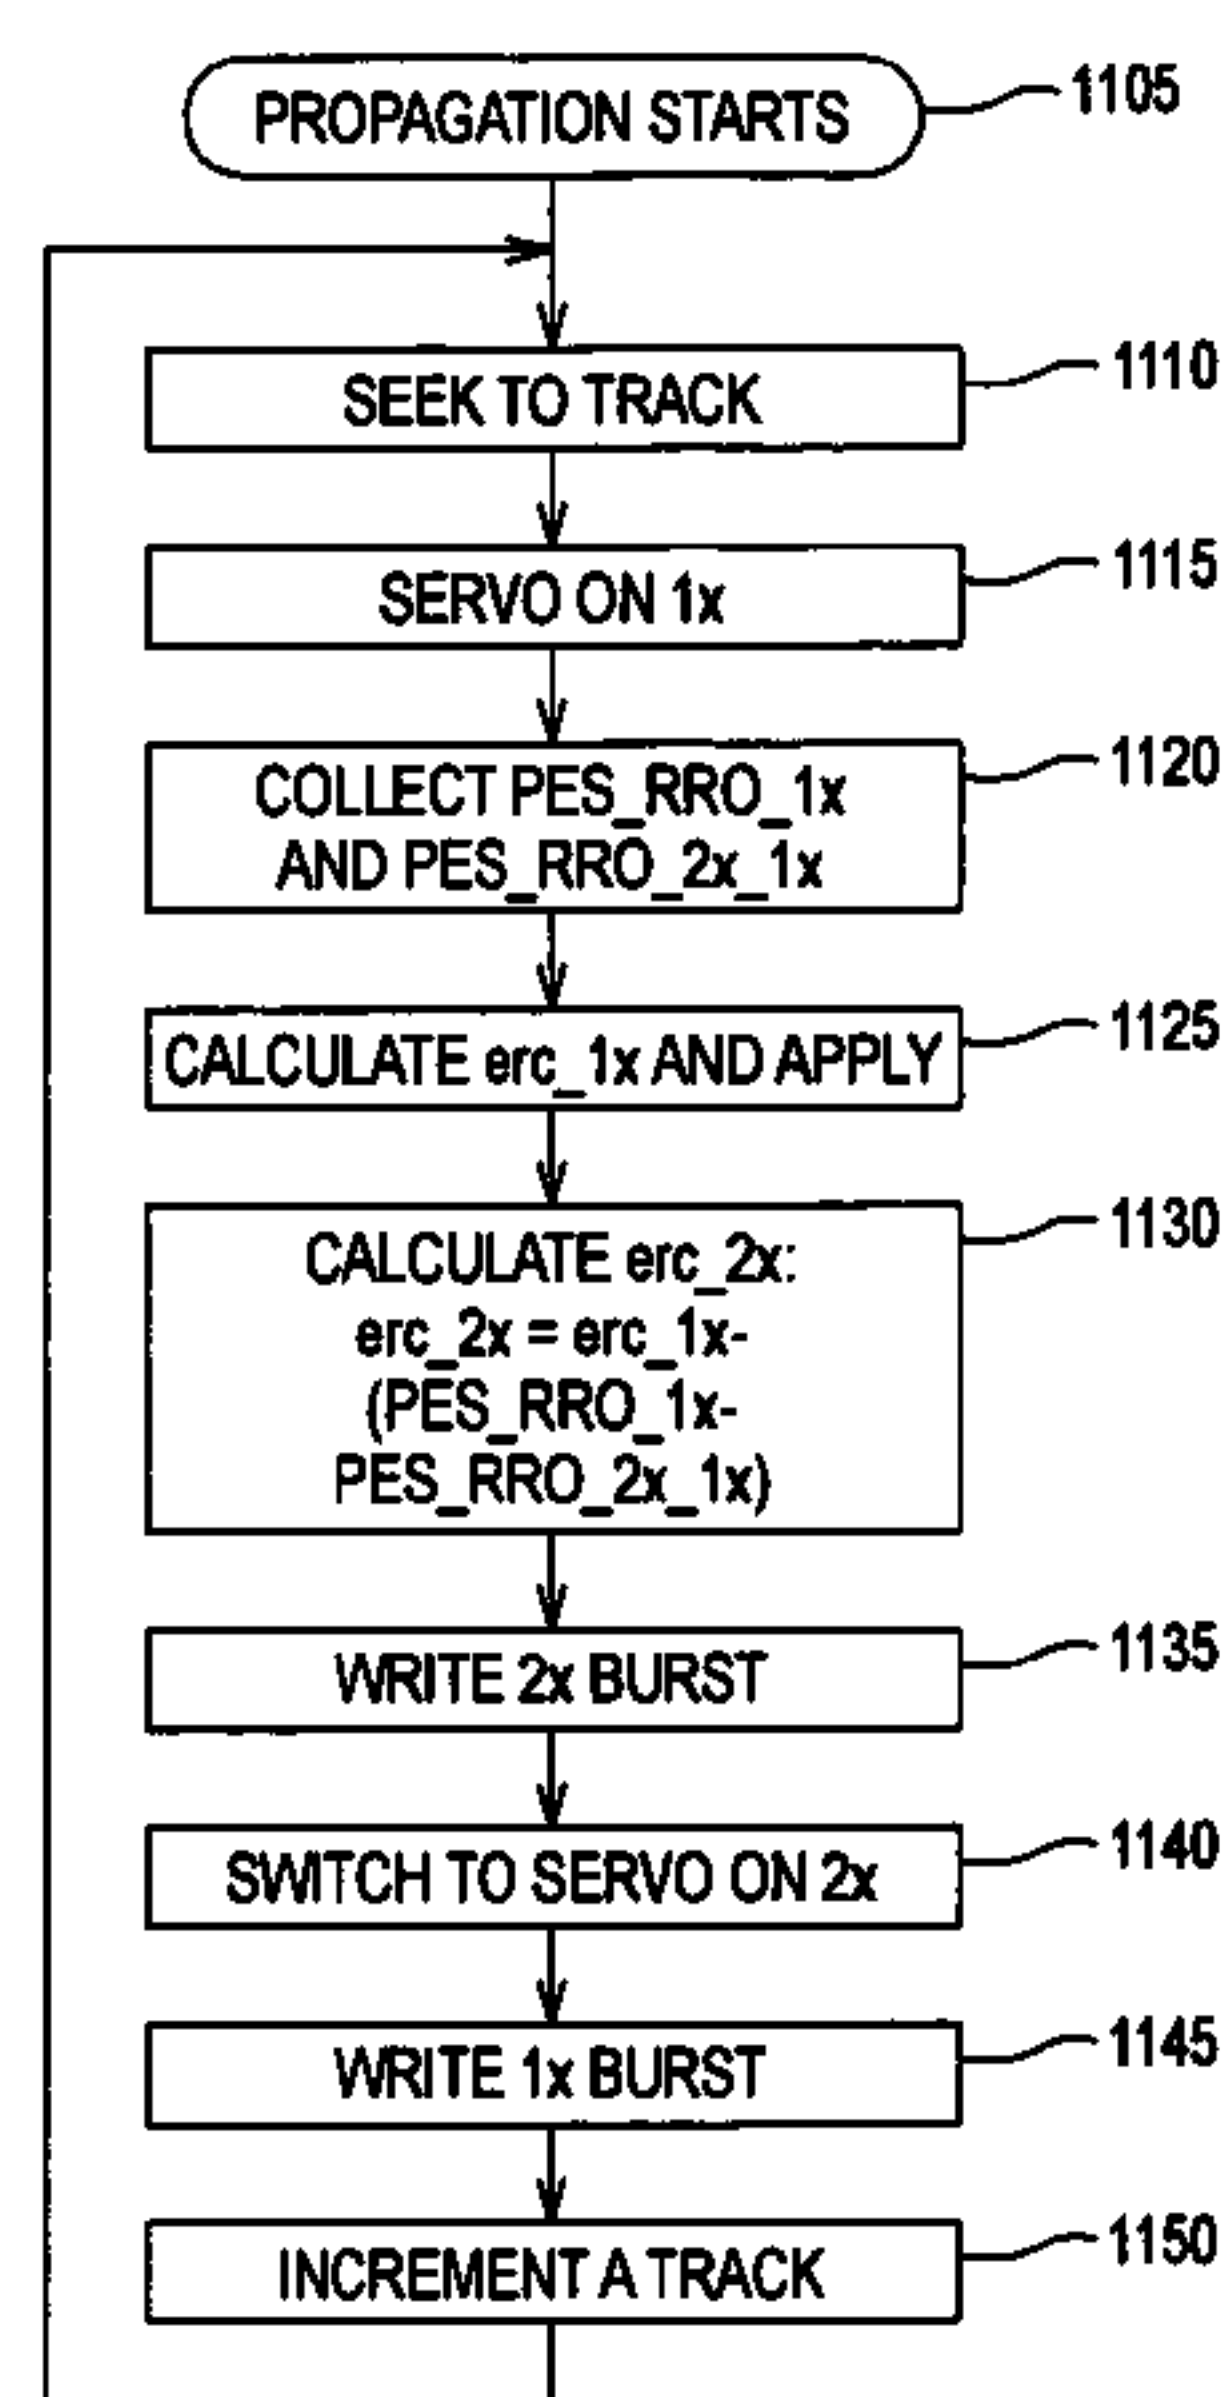 PROPAGATION STARTS
1105
SEEK TO TRACK
1110
SERVO ON 1x
1115
COLLECT PES_RRO_1x
AND PES_RRO_2x_1x
1120
CALCULATE erc_1x AND APPLY
1125
CALCULATE erc_2x:
erc_2x = erc_1x-
(PES_RRO_1x-
PES_RRO_2x_1x)
1130
WRITE 2x BURST
1135
SWITCH TO SERVO ON 2x
1140
WRITE 1x BURST
1145
INCREMENT A TRACK
1150